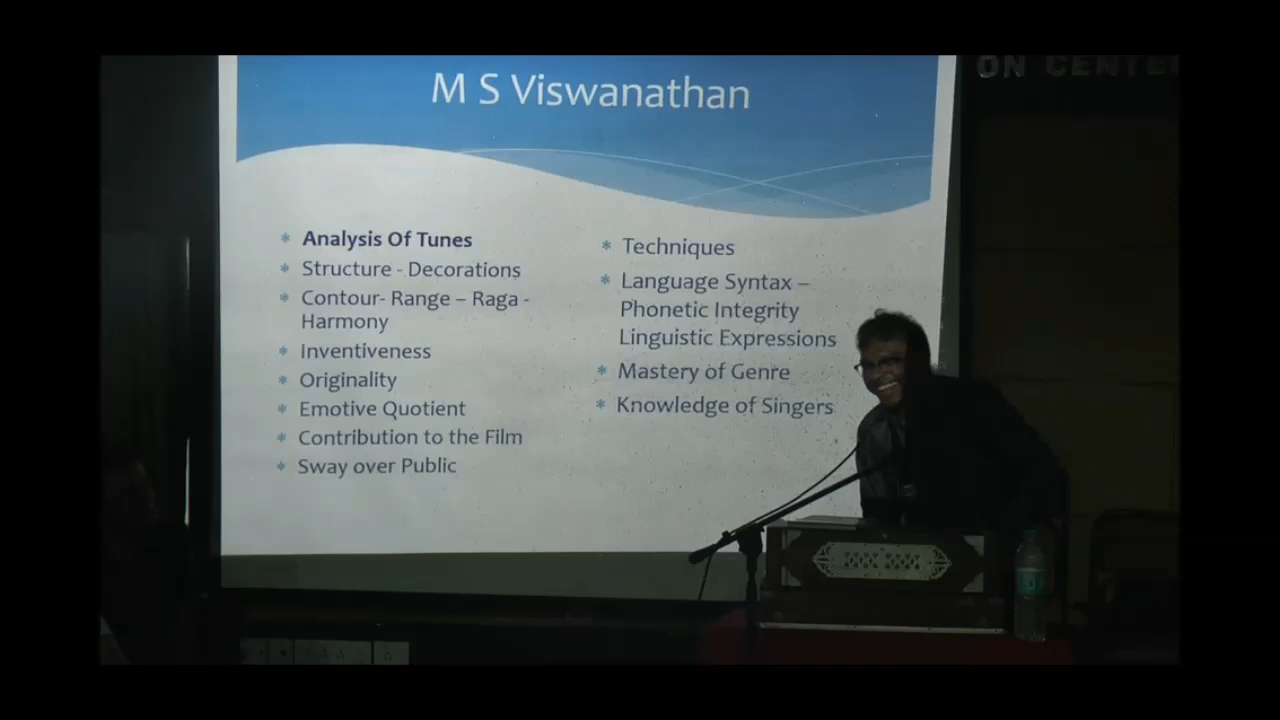 M S Viswanathan
ON CENTE
Analysis Of Tunes
Structure - Decorations
Contour- Range – Raga -
Harmony
Inventiveness
Originality
Emotive Quotient
Contribution to the Film
Sway over Public
Techniques
Language Syntax –
Phonetic Integrity
Linguistic Expressions
Mastery of Genre
Knowledge of Singers